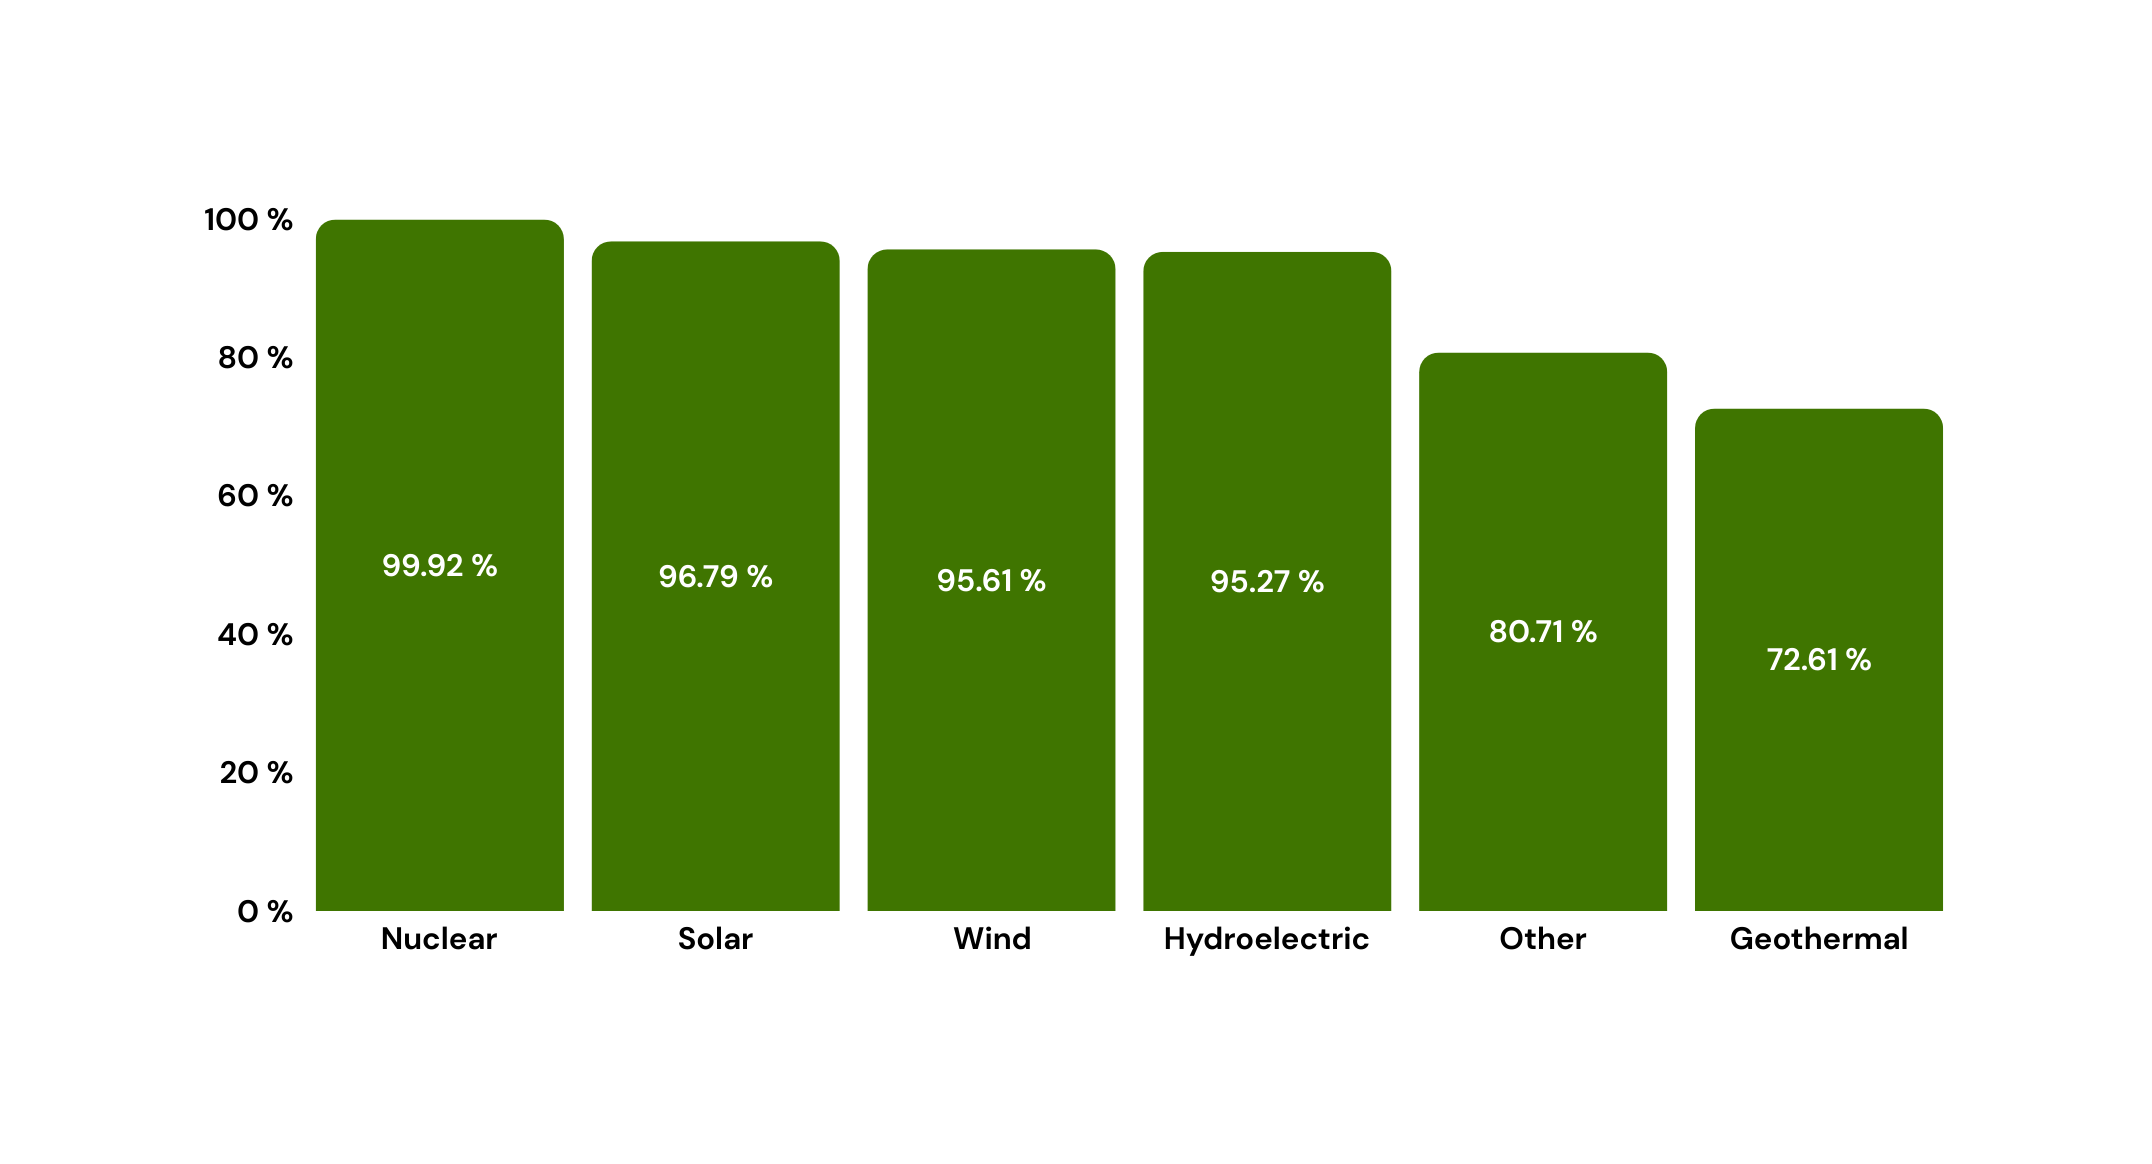 100 %
80 %
60 %
40 %
20 %
0 %
99.92 %
96.79 %
95.61 %
95.27 %
80.71 %
72.61 %
Nuclear
Solar
Wind
Hydroelectric
Other
Geothermal